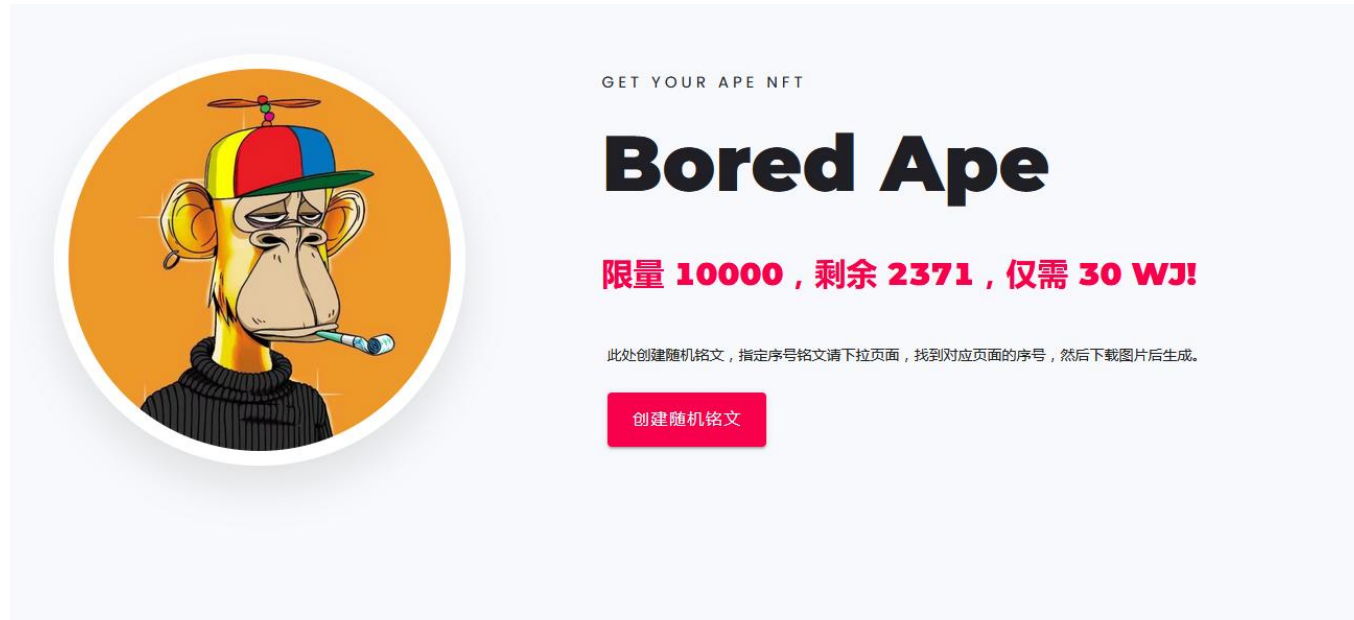 GET YOUR APE NFT
Bored Ape
限量 10000，剩余 2371，仅需 30 WJ!
此处创建随机铭文，指定序号铭文请下拉页面，找到对应页面的序号，然后下载图片后生成。
创建随机铭文